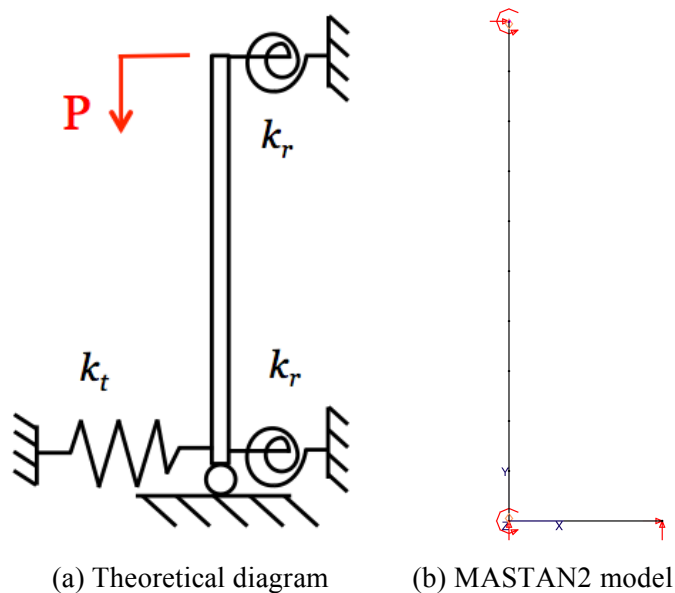 P
k_r
k_t
k_r
Y
Z
X
(a) Theoretical diagram
(b) MASTAN2 model